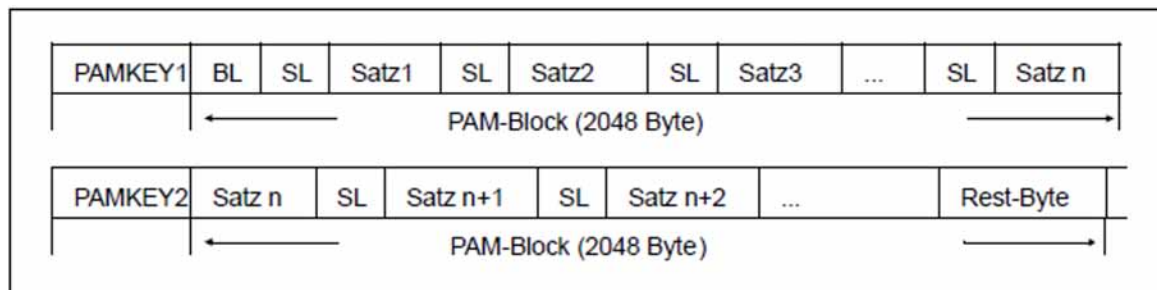 PAMKEY1 BL SL Satz1 SL Satz2 SL Satz3 ... SL Satz n
PAM-Block (2048 Byte)
PAMKEY2 Satz n SL Satz n+1 SL Satz n+2 ... Rest-Byte
PAM-Block (2048 Byte)